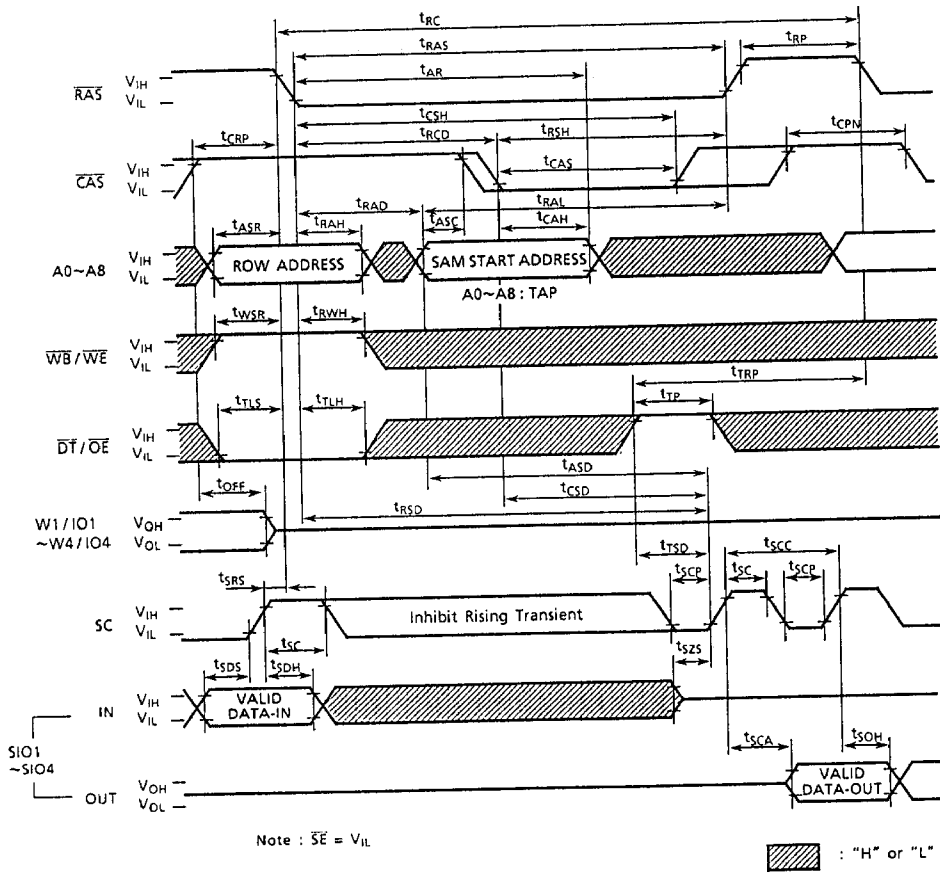 tRC
tRAS
tRP
tAR
RAS
VIH
VIL
tCSH
tCRP
tRCD
tRSH
tCPN
tCAS
CAS
VIH
VIL
tRAD
tRAL
tASR
tRAH
tASC
tCAH
A0~A8
VIH
VIL
ROW ADDRESS
SAM START ADDRESS
A0~A8 : TAP
tWSR
tRWH
WB/WE
VIH
VIL
tTRP
tTLS
tTLH
tTP
DT/OE
VIH
VIL
tASD
tOFF
tCSD
tRSD
W1/IO1
~W4/IO4
VOH
VOL
tTSD
tSCC
tSRS
tSCP
tSC
tSCP
SC
VIH
VIL
Inhibit Rising Transient
tSC
tSZS
tSDS
tSDH
IN
VIH
VIL
VALID
DATA-IN
SIO1
~SIO4
tSCA
tSOH
OUT
VOH
VOL
VALID
DATA-OUT
Note : SE = VIL
: "H" or "L"